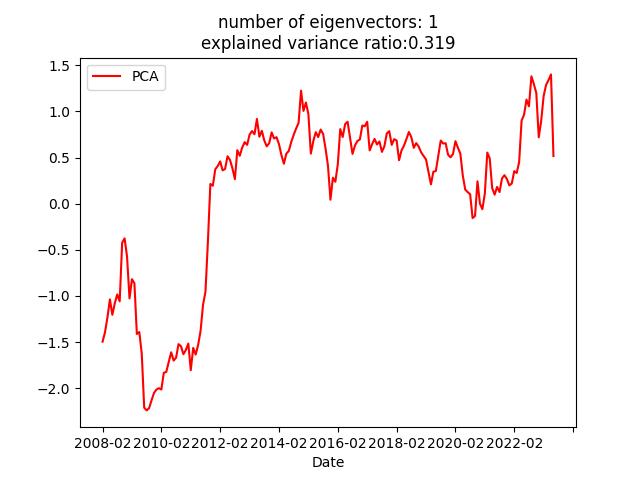 number of eigenvectors: 1
explained variance ratio:0.319
PCA
1.5
1.0
0.5
0.0
−0.5
−1.0
−1.5
−2.0
2008-02 2010-02 2012-02 2014-02 2016-02 2018-02 2020-02 2022-02
Date